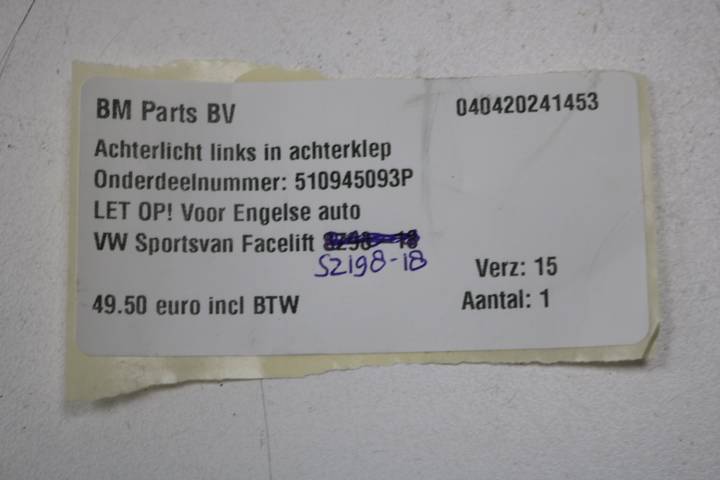 BM Parts BV
040420241453
Achterlicht links in achterklep
Onderdeelnummer: 510945093P
LET OP! Voor Engelse auto
VW Sportsvan Facelift
S2198-18
Verz: 15
49.50 euro incl BTW
Aantal: 1